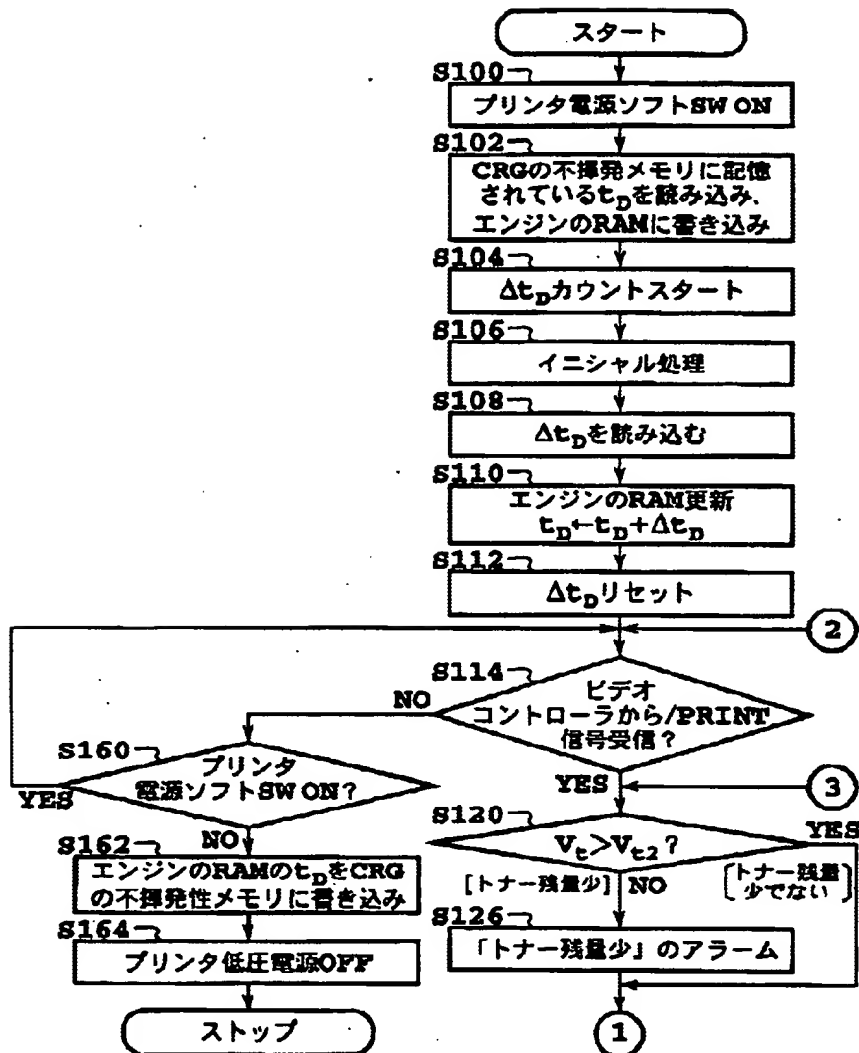 スタート
S100
プリンタ電源ソフトSW ON
S102
CRGの不揮発メモリに記憶
されているtDを読み込み、
エンジンのRAMに書き込み
S104
ΔtDカウントスタート
S106
イニシャル処理
S108
ΔtDを読み込む
S110
エンジンのRAM更新
tD←tD+ΔtD
S112
ΔtDリセット
2
S114
ビデオ
コントローラから/PRINT
信号受信?
NO
YES
S160
プリンタ
電源ソフトSW ON?
YES
NO
3
S120
Vt>Vt2?
YES
[トナー残量少]
NO
[トナー残量
少でない]
S162
エンジンのRAMのtDをCRG
の不揮発性メモリに書き込み
S126
「トナー残量少」のアラーム
S164
プリンタ低圧電源OFF
ストップ
1